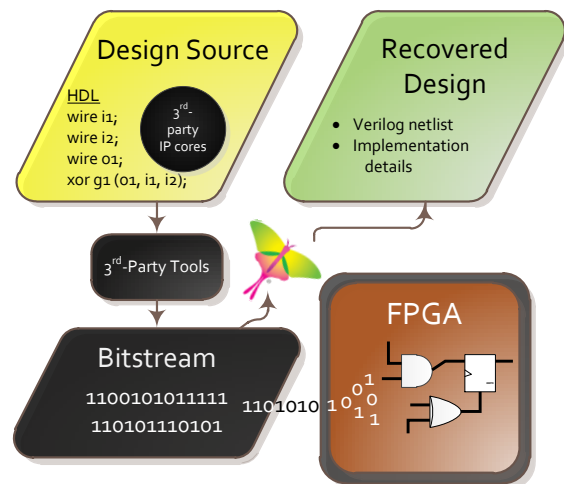 Design Source
HDL
wire i1;
wire i2;
wire o1;
xor g1 (o1, i1, i2);
3rd-
party
IP cores
Recovered
Design
• Verilog netlist
• Implementation
details
3rd-Party Tools
Bitstream
1100101011111
110101110101
1101010 1 0 0 1
1 0
1
FPGA